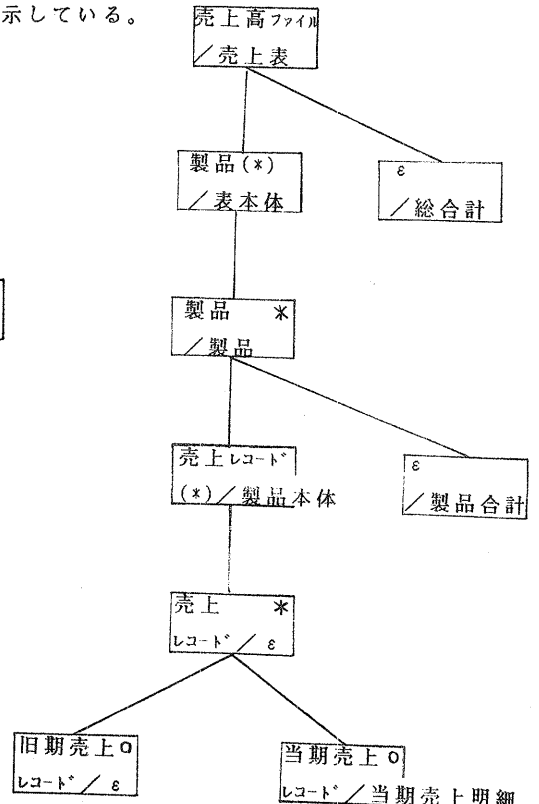 示している。
売上高ファイル
／売上表
製品(*)
／表本体
ε
／総合計
製品 *
／製品
売上レコード
(*)／製品本体
ε
／製品合計
売上 *
レコード／ε
旧期売上o
レコード／ε
当期売上o
レコード／当期売上明細